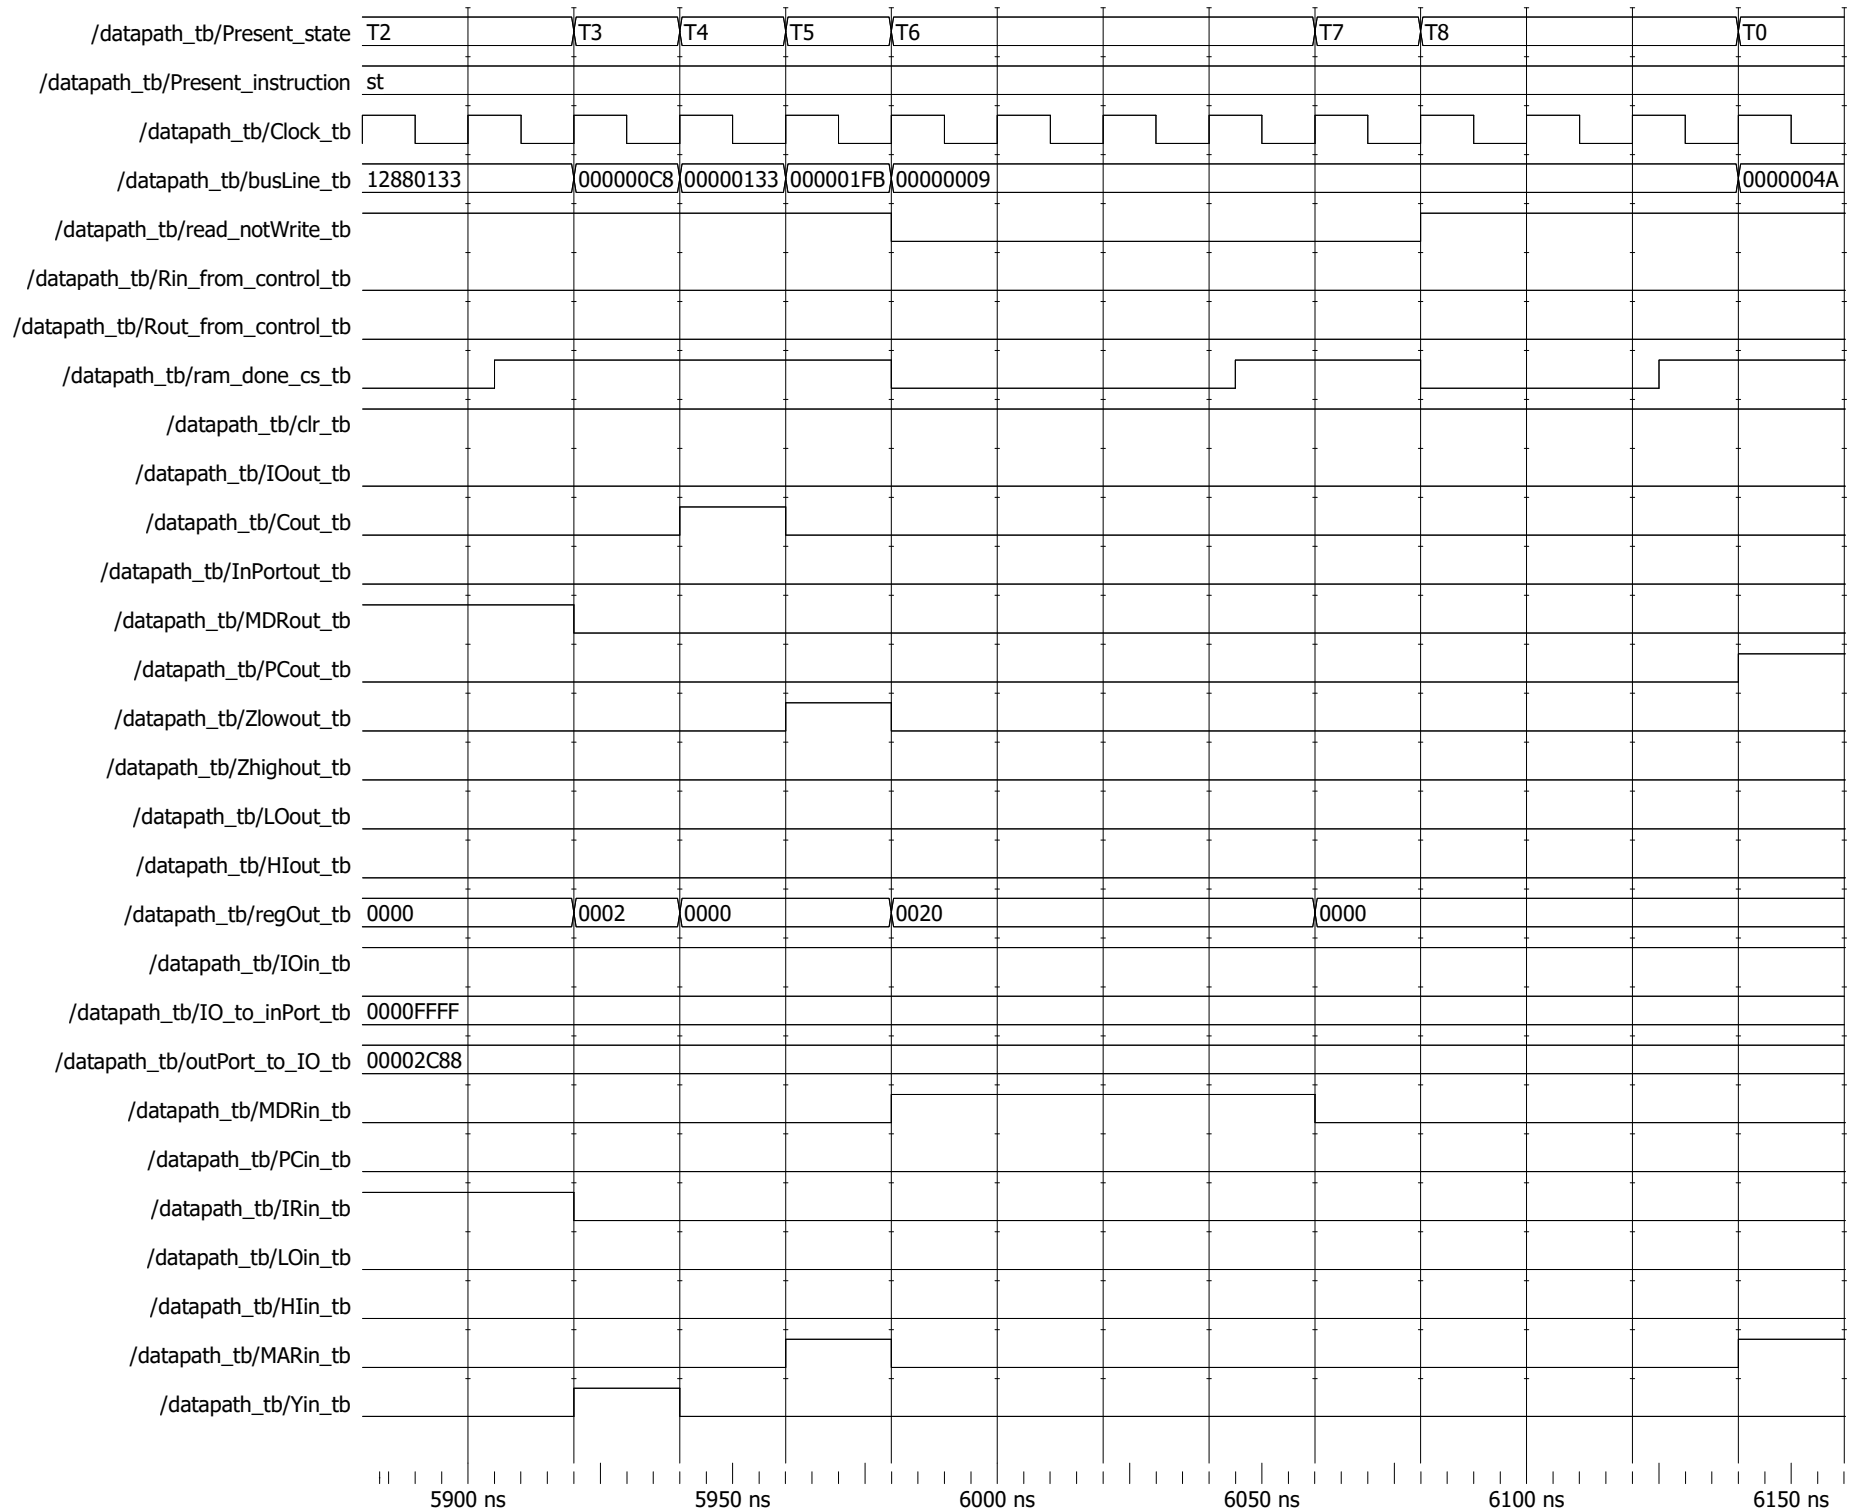 /datapath_tb/Present_state T2 T3 T4 T5 T6 T7 T8 T0
/datapath_tb/Present_instruction st
/datapath_tb/Clock_tb
/datapath_tb/busLine_tb 12880133 000000C8 00000133 000001FB 00000009 0000004A
/datapath_tb/read_notWrite_tb
/datapath_tb/Rin_from_control_tb
/datapath_tb/Rout_from_control_tb
/datapath_tb/ram_done_cs_tb
/datapath_tb/clr_tb
/datapath_tb/IOout_tb
/datapath_tb/Cout_tb
/datapath_tb/InPortout_tb
/datapath_tb/MDRout_tb
/datapath_tb/PCout_tb
/datapath_tb/Zlowout_tb
/datapath_tb/Zhighout_tb
/datapath_tb/LOout_tb
/datapath_tb/HIout_tb
/datapath_tb/regOut_tb 0000 0002 0000 0020 0000
/datapath_tb/IOin_tb
/datapath_tb/IO_to_inPort_tb 0000FFFF
/datapath_tb/outPort_to_IO_tb 00002C88
/datapath_tb/MDRin_tb
/datapath_tb/PCin_tb
/datapath_tb/IRin_tb
/datapath_tb/LOin_tb
/datapath_tb/HIin_tb
/datapath_tb/MARin_tb
/datapath_tb/Yin_tb
5900 ns 5950 ns 6000 ns 6050 ns 6100 ns 6150 ns